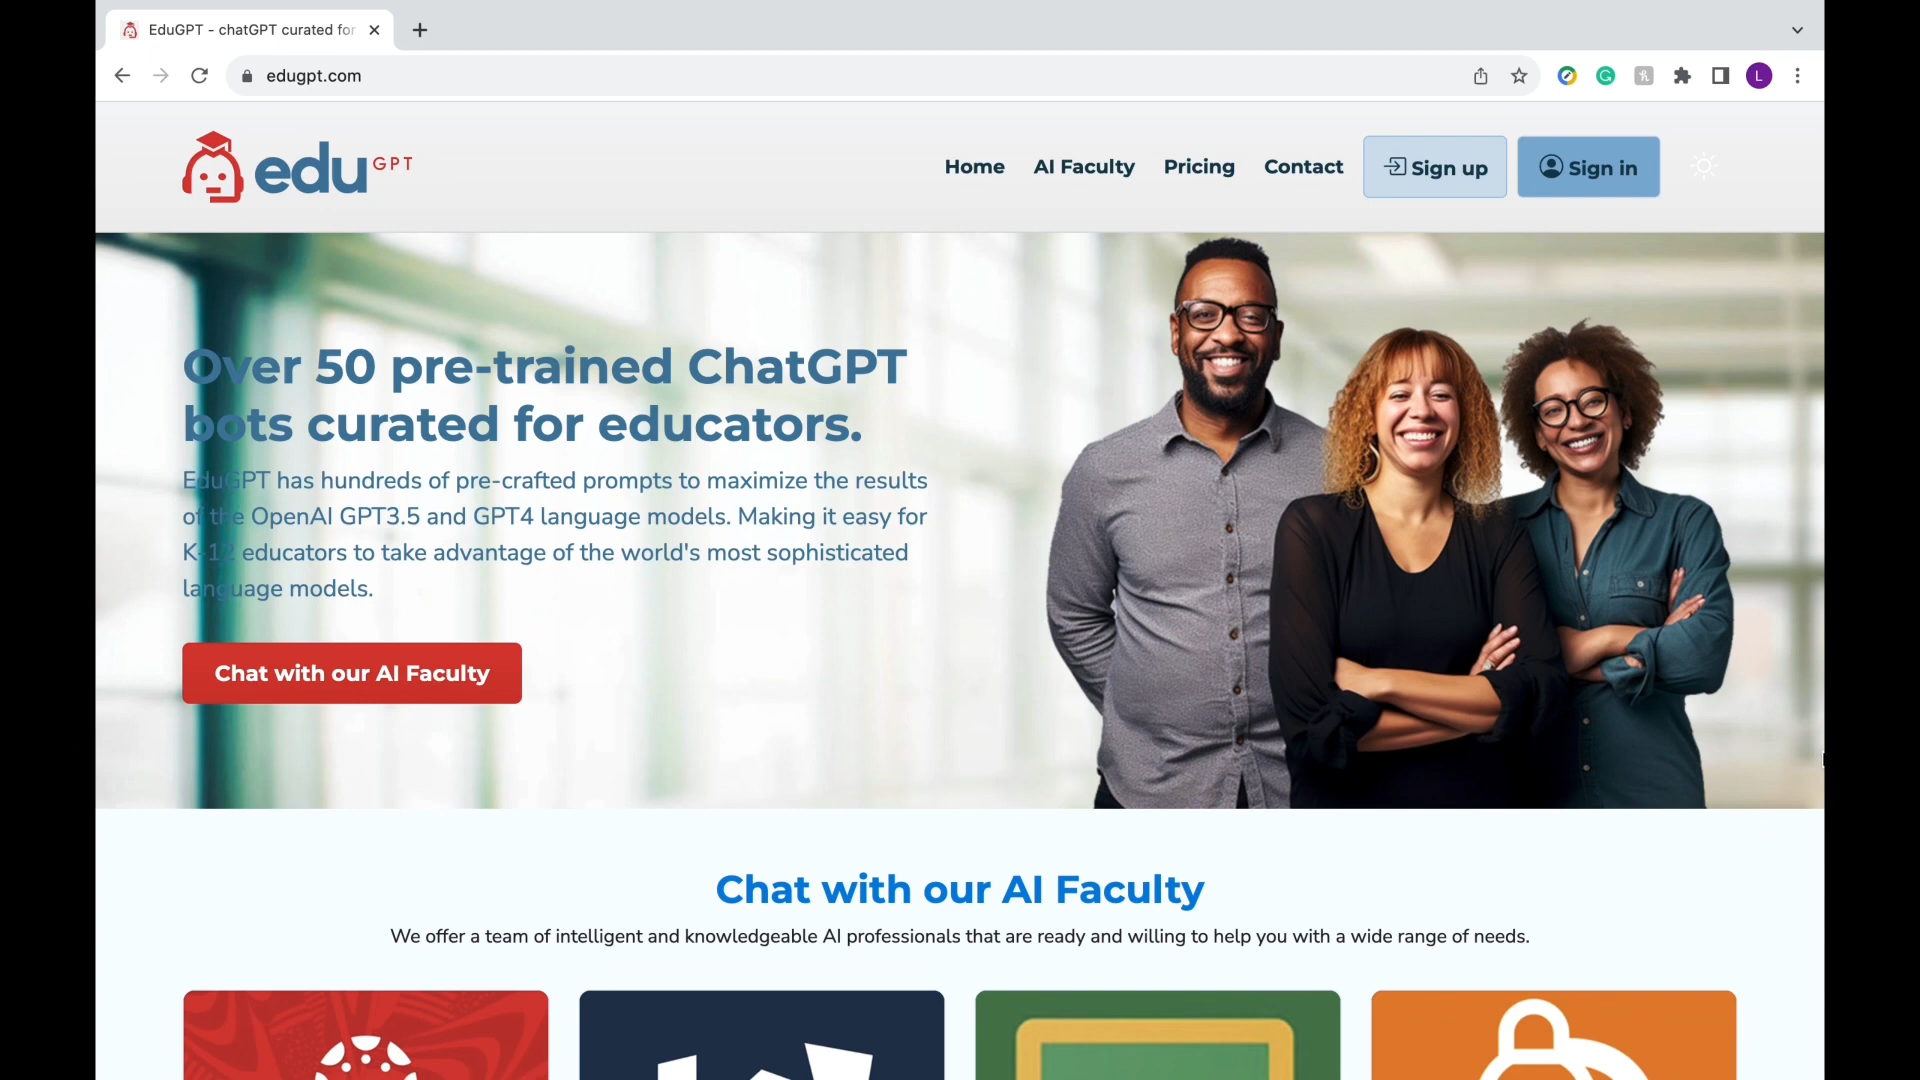 EduGPT - chatGPT curated for
edugpt.com
L
edu GPT
Home
AI Faculty
Pricing
Contact
Sign up
Sign in
Over 50 pre-trained ChatGPT
bots curated for educators.
EduGPT has hundreds of pre-crafted prompts to maximize the results
of the OpenAI GPT3.5 and GPT4 language models. Making it easy for
K-12 educators to take advantage of the world's most sophisticated
language models.
Chat with our AI Faculty
Chat with our AI Faculty
We offer a team of intelligent and knowledgeable AI professionals that are ready and willing to help you with a wide range of needs.